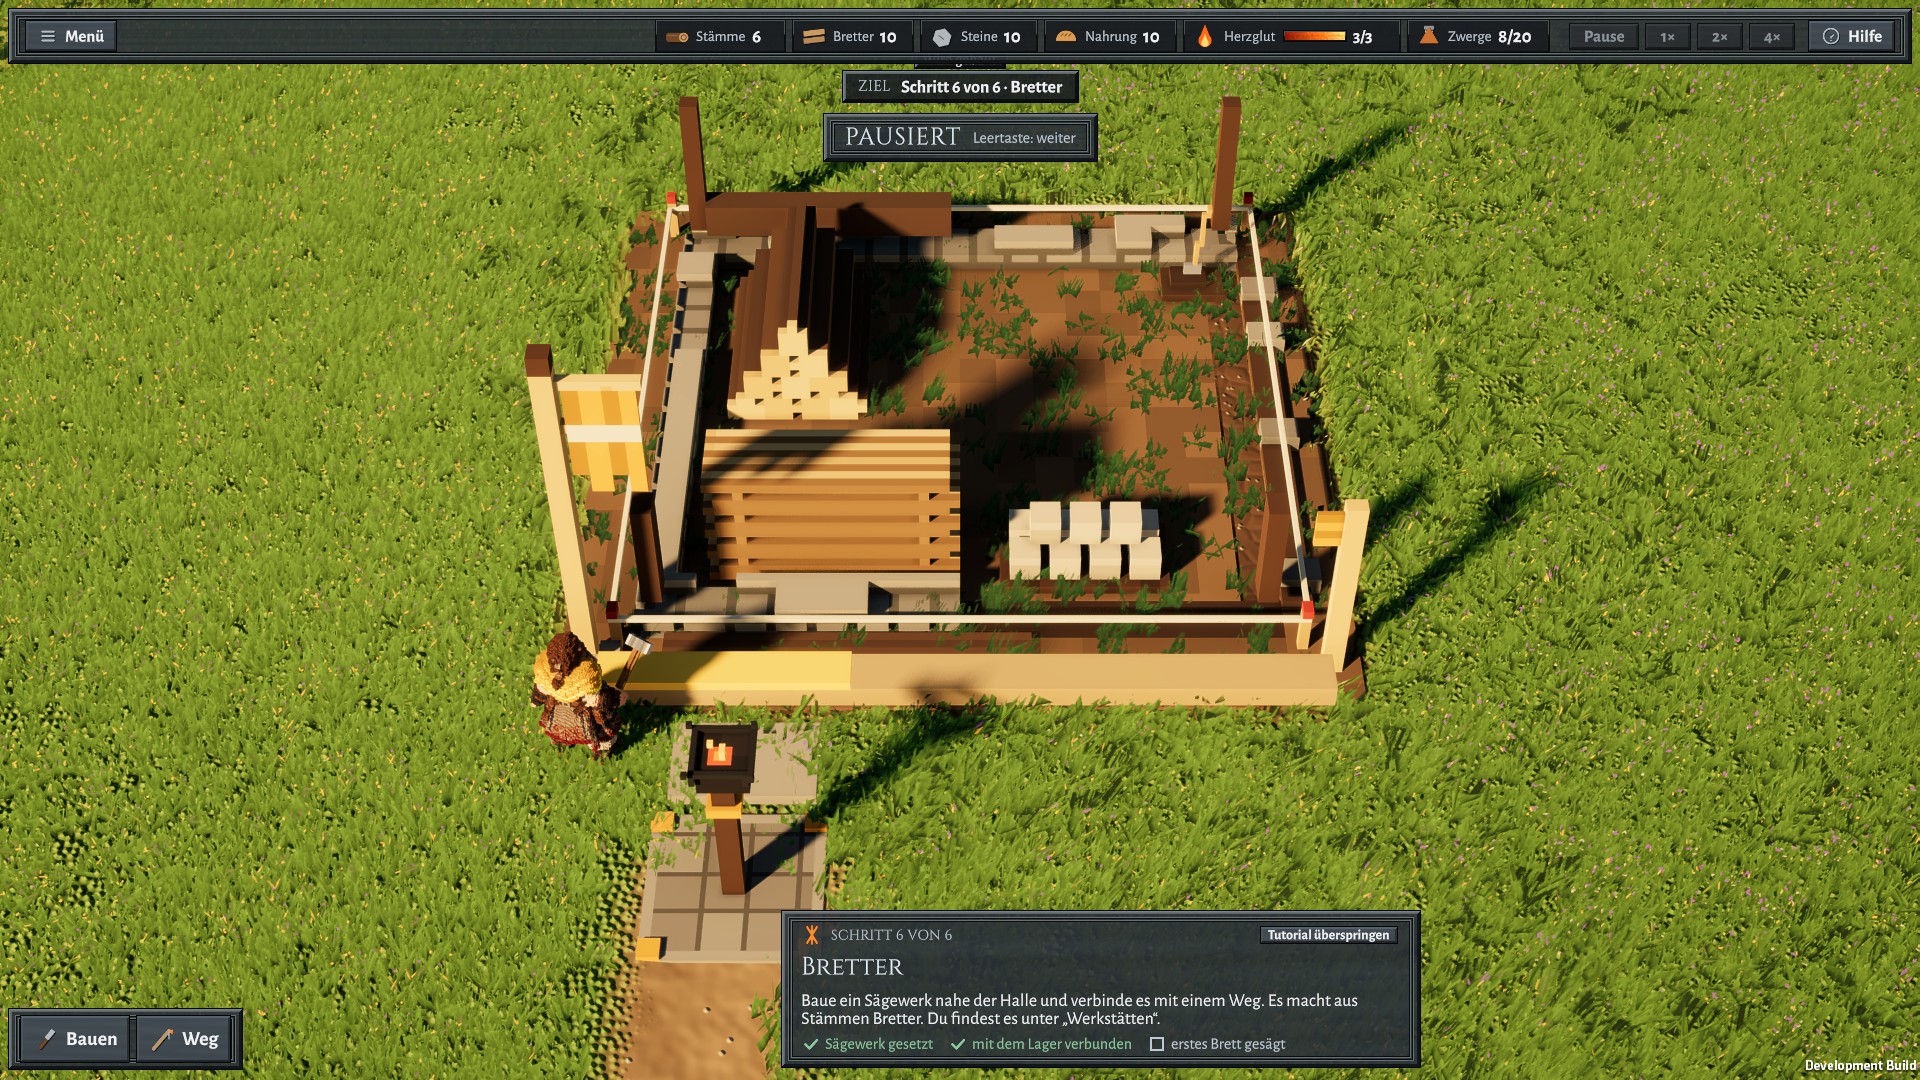 Menü
Stämme 6
Bretter 10
Steine 10
Nahrung 10
Herzglut 3/3
Zwerge 8/20
Pause
1×
2×
4×
Hilfe
ZIEL Schritt 6 von 6 · Bretter
PAUSIERT Leertaste: weiter
SCHRITT 6 VON 6
Tutorial überspringen
BRETTER
Baue ein Sägewerk nahe der Halle und verbinde es mit einem Weg. Es macht aus
Stämmen Bretter. Du findest es unter „Werkstätten“.
Sägewerk gesetzt mit dem Lager verbunden erstes Brett gesägt
Bauen
Weg
Development Build